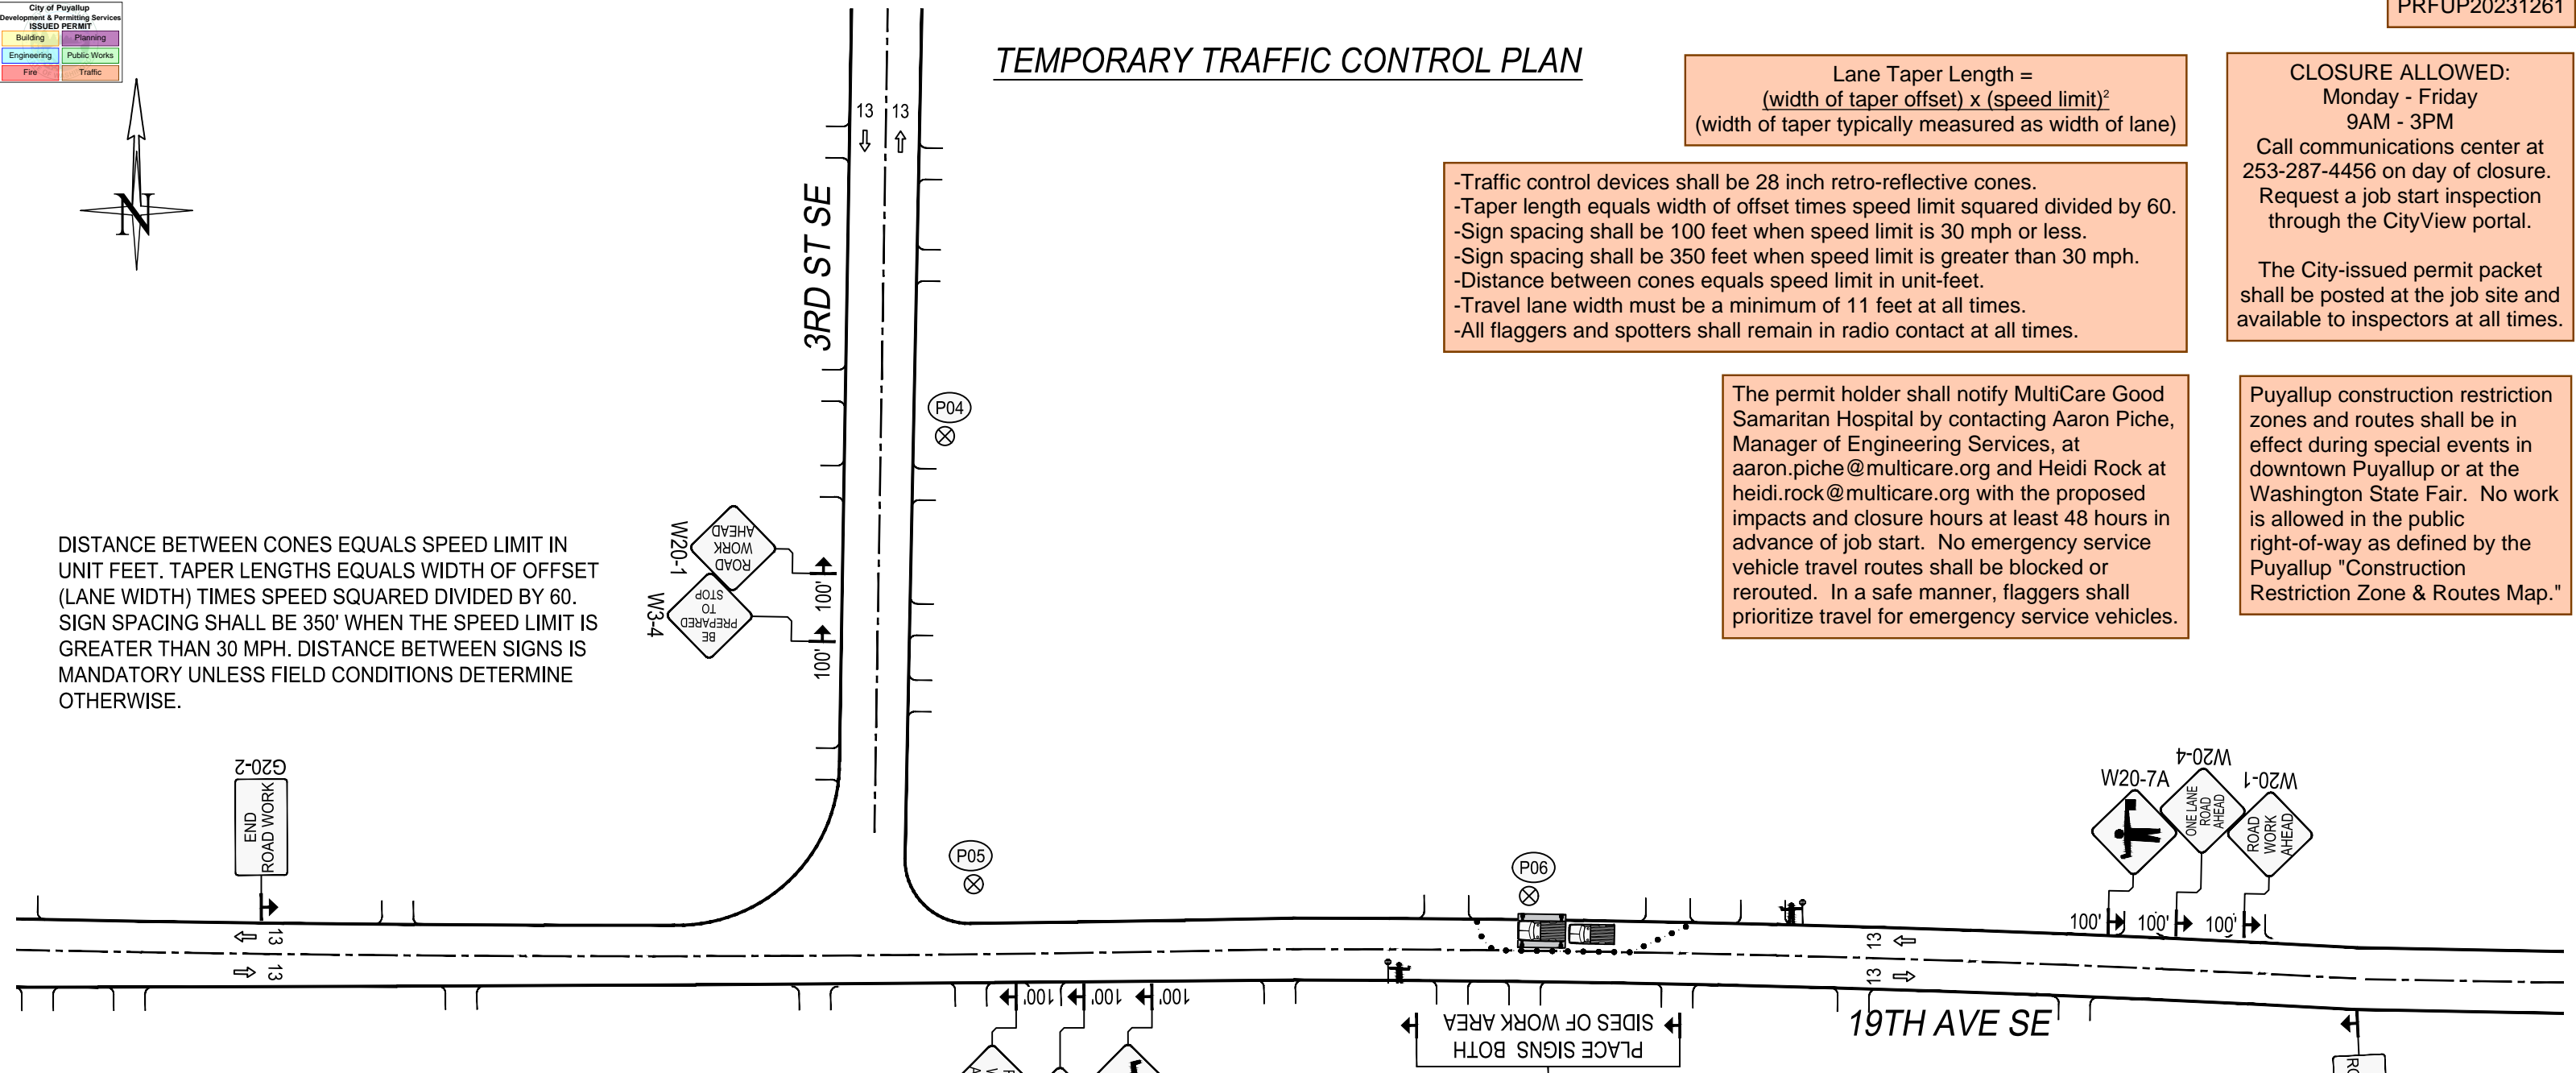 City of Puyallup
Development & Permitting Services
ISSUED PERMIT
Building
Planning
Engineering
Public Works
Fire
Traffic
N
TEMPORARY TRAFFIC CONTROL PLAN
PRFUP20231261
Lane Taper Length =
(width of taper offset) x (speed limit)²
(width of taper typically measured as width of lane)
CLOSURE ALLOWED:
Monday - Friday
9AM - 3PM
Call communications center at
253-287-4456 on day of closure.
Request a job start inspection
through the CityView portal.
The City-issued permit packet
shall be posted at the job site and
available to inspectors at all times.
-Traffic control devices shall be 28 inch retro-reflective cones.
-Taper length equals width of offset times speed limit squared divided by 60.
-Sign spacing shall be 100 feet when speed limit is 30 mph or less.
-Sign spacing shall be 350 feet when speed limit is greater than 30 mph.
-Distance between cones equals speed limit in unit-feet.
-Travel lane width must be a minimum of 11 feet at all times.
-All flaggers and spotters shall remain in radio contact at all times.
The permit holder shall notify MultiCare Good
Samaritan Hospital by contacting Aaron Piche,
Manager of Engineering Services, at
aaron.piche@multicare.org and Heidi Rock at
heidi.rock@multicare.org with the proposed
impacts and closure hours at least 48 hours in
advance of job start.  No emergency service
vehicle travel routes shall be blocked or
rerouted.  In a safe manner, flaggers shall
prioritize travel for emergency service vehicles.
Puyallup construction restriction
zones and routes shall be in
effect during special events in
downtown Puyallup or at the
Washington State Fair.  No work
is allowed in the public
right-of-way as defined by the
Puyallup "Construction
Restriction Zone & Routes Map."
13
13
3RD ST SE
P04
DISTANCE BETWEEN CONES EQUALS SPEED LIMIT IN
UNIT FEET. TAPER LENGTHS EQUALS WIDTH OF OFFSET
(LANE WIDTH) TIMES SPEED SQUARED DIVIDED BY 60.
SIGN SPACING SHALL BE 350' WHEN THE SPEED LIMIT IS
GREATER THAN 30 MPH. DISTANCE BETWEEN SIGNS IS
MANDATORY UNLESS FIELD CONDITIONS DETERMINE
OTHERWISE.
W20-1
ROAD
WORK
AHEAD
100'
W3-4
BE
PREPARED
TO
STOP
100'
G20-2
END
ROAD WORK
P05
P06
W20-7A
W20-4
ONE LANE
ROAD
AHEAD
W20-1
ROAD
WORK
AHEAD
100'
100'
100'
13
13
13
13
100'
100'
100'
PLACE SIGNS BOTH
SIDES OF WORK AREA
19TH AVE SE